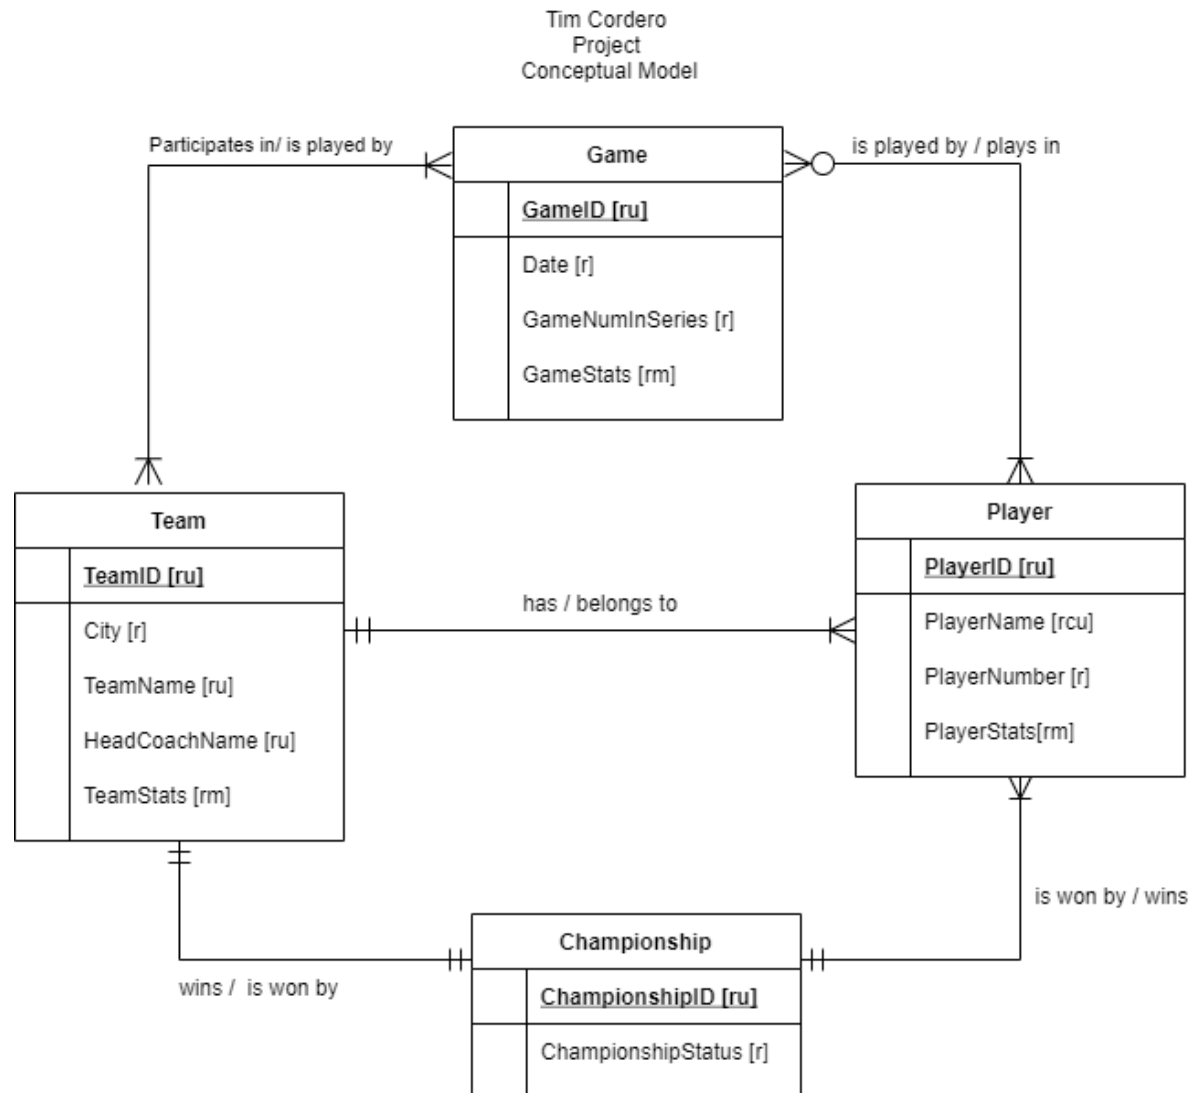 Tim Cordero
Project
Conceptual Model
Participates in/ is played by
Game
is played by / plays in
GameID [ru]
Date [r]
GameNumInSeries [r]
GameStats [rm]
Team
TeamID [ru]
City [r]
TeamName [ru]
HeadCoachName [ru]
TeamStats [rm]
has / belongs to
Player
PlayerID [ru]
PlayerName [rcu]
PlayerNumber [r]
PlayerStats[rm]
is won by / wins
wins /  is won by
Championship
ChampionshipID [ru]
ChampionshipStatus [r]